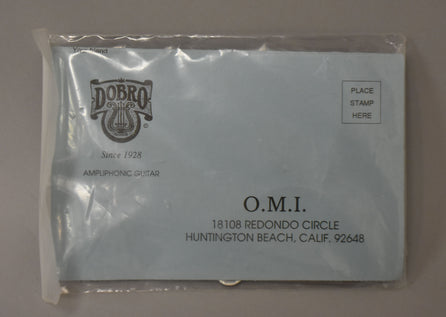 DOBRO
Since 1928
AMPLIPHONIC GUITAR
PLACE
STAMP
HERE
O.M.I.
18108 REDONDO CIRCLE
HUNTINGTON BEACH, CALIF. 92648